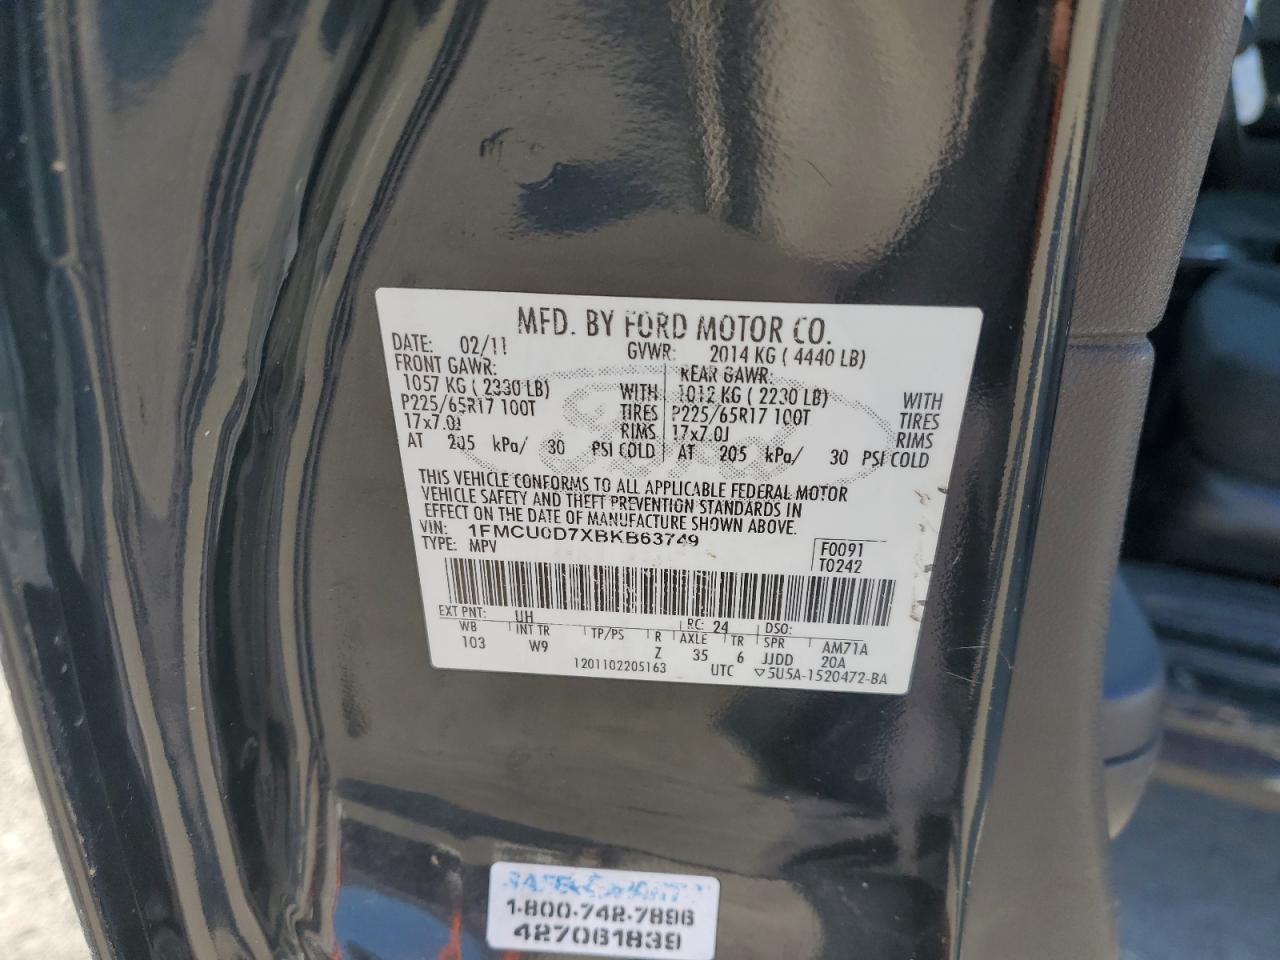 MFD. BY FORD MOTOR CO.
DATE: 02/11 GVWR: 2014 KG ( 4440 LB)
FRONT GAWR: REAR GAWR:
1057 KG ( 2330 LB) WITH 1012 KG ( 2230 LB) WITH
P225/65R17 100T TIRES P225/65R17 100T TIRES
17x7.0J RIMS 17x7.0J RIMS
AT 205 kPa/ 30 PSI COLD AT 205 kPa/ 30 PSI COLD
THIS VEHICLE CONFORMS TO ALL APPLICABLE FEDERAL MOTOR
VEHICLE SAFETY AND THEFT PREVENTION STANDARDS IN
EFFECT ON THE DATE OF MANUFACTURE SHOWN ABOVE.
VIN: 1FMCU0D7XBKB63749
TYPE: MPV F0091
T0242
EXT PNT: UH RC: 24 DSO:
WB INT TR TP/PS R AXLE TR SPR AM71A
103 W9 Z 35 6 JJDD 20A
1201102205163 UTC ▽5U5A-1520472-BA
1-800-742-7896
427061839